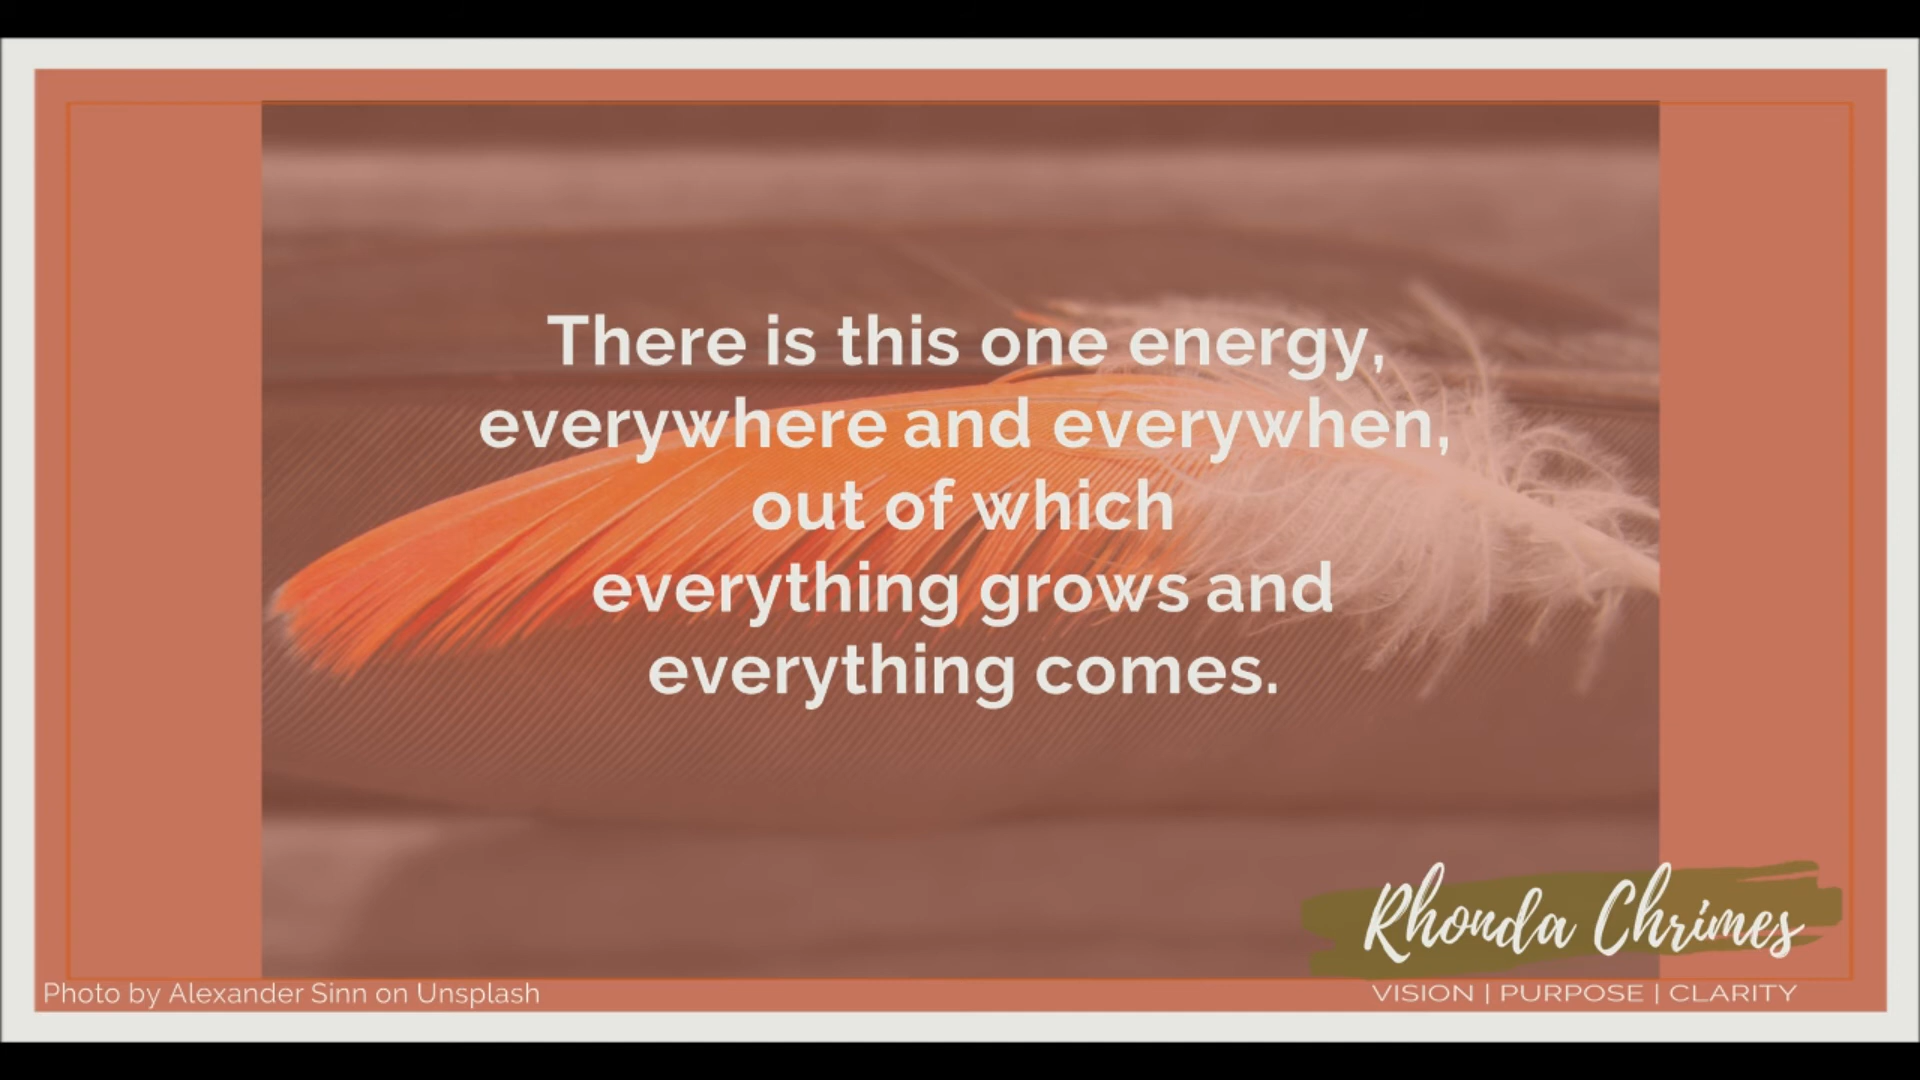 There is this one energy,
everywhere and everywhen,
out of which
everything grows and
everything comes.
Rhonda Chrimes
Photo by Alexander Sinn on Unsplash
VISION | PURPOSE | CLARITY